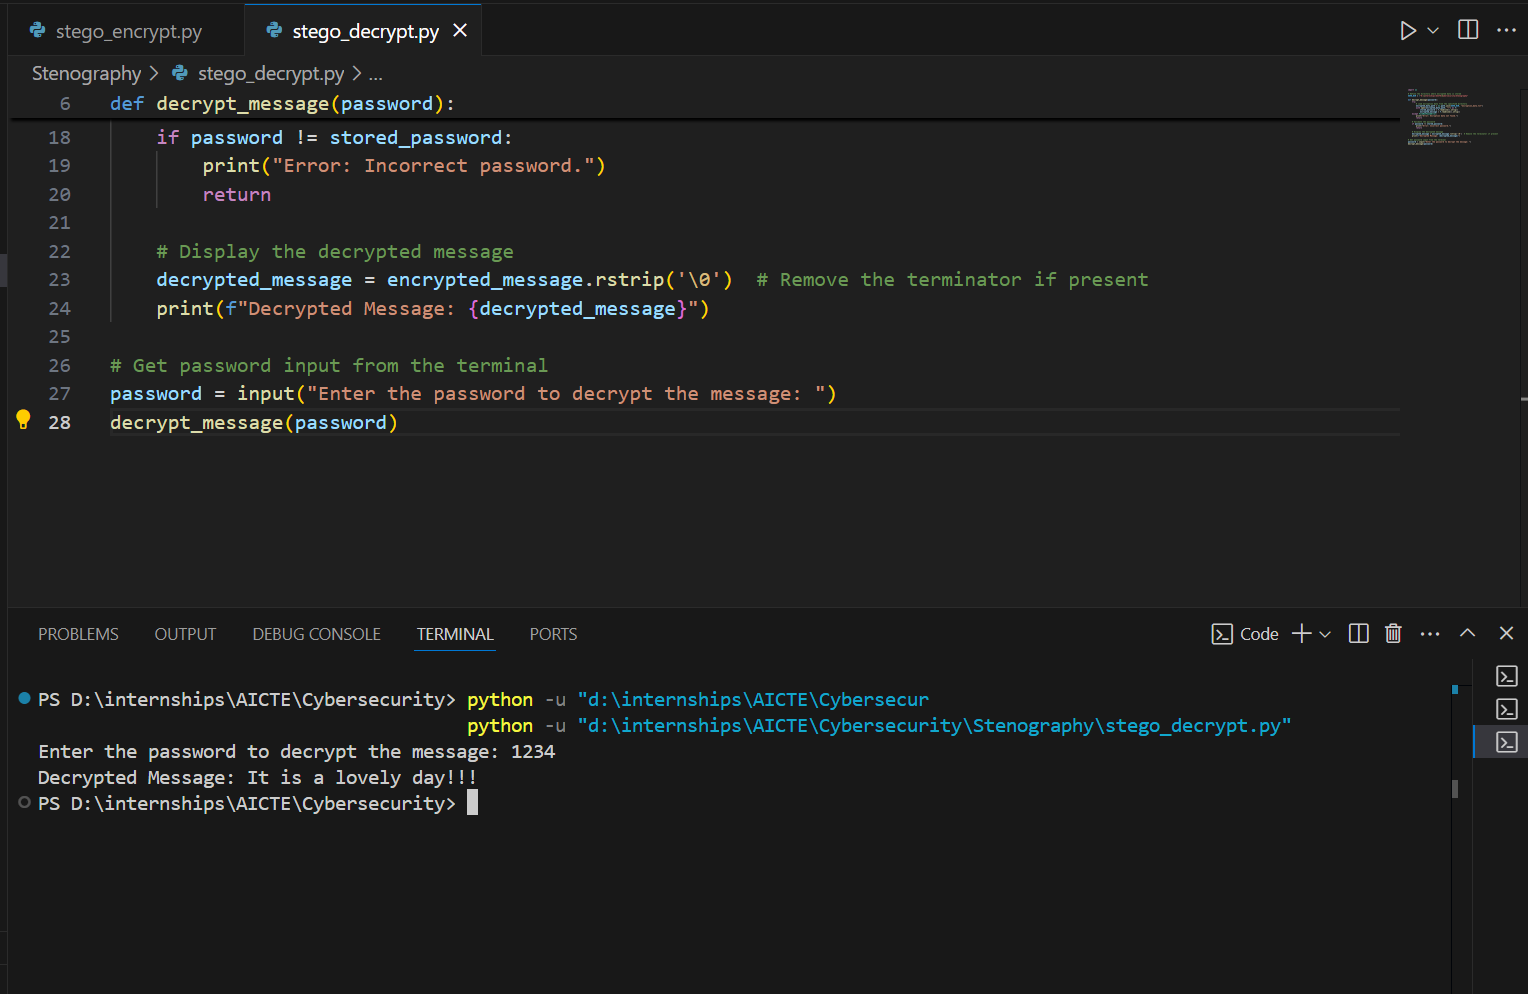 stego_encrypt.py
stego_decrypt.py
Stenography > stego_decrypt.py > ...
6 def decrypt_message(password):
18 if password != stored_password:
19 print("Error: Incorrect password.")
20 return
21
22 # Display the decrypted message
23 decrypted_message = encrypted_message.rstrip('\0')  # Remove the terminator if present
24 print(f"Decrypted Message: {decrypted_message}")
25
26 # Get password input from the terminal
27 password = input("Enter the password to decrypt the message: ")
28 decrypt_message(password)
PROBLEMS OUTPUT DEBUG CONSOLE TERMINAL PORTS
Code
PS D:\internships\AICTE\Cybersecurity> python -u "d:\internships\AICTE\Cybersecur
python -u "d:\internships\AICTE\Cybersecurity\Stenography\stego_decrypt.py"
Enter the password to decrypt the message: 1234
Decrypted Message: It is a lovely day!!!
PS D:\internships\AICTE\Cybersecurity>